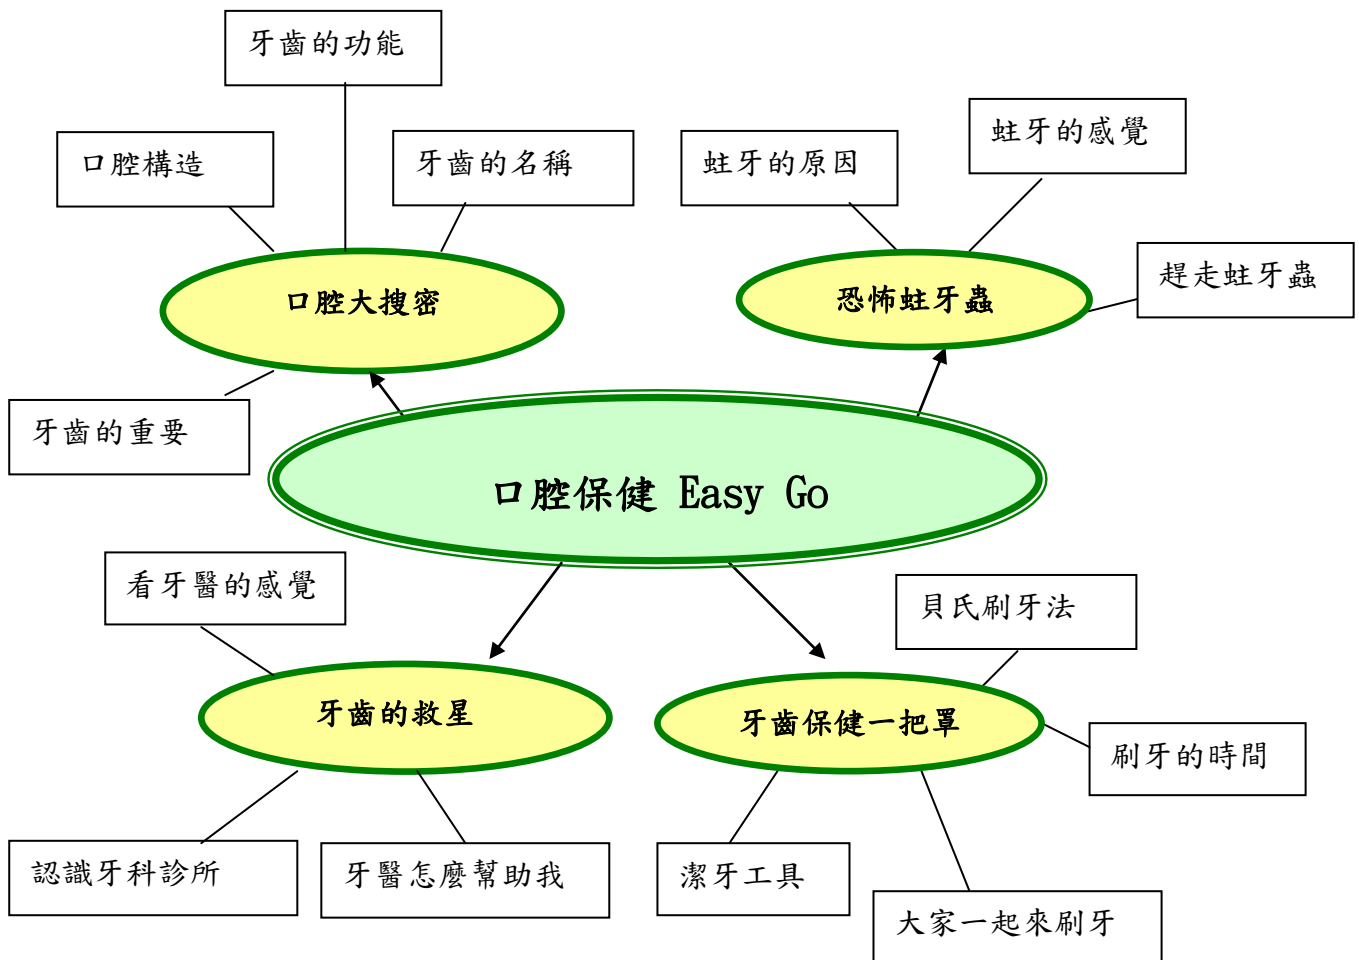 牙齒的功能
口腔構造
牙齒的名稱
蛀牙的原因
蛀牙的感覺
趕走蛀牙蟲
口腔大搜密
恐怖蛀牙蟲
牙齒的重要
口腔保健 Easy Go
看牙醫的感覺
貝氏刷牙法
牙齒的救星
牙齒保健一把罩
刷牙的時間
認識牙科診所
牙醫怎麼幫助我
潔牙工具
大家一起來刷牙